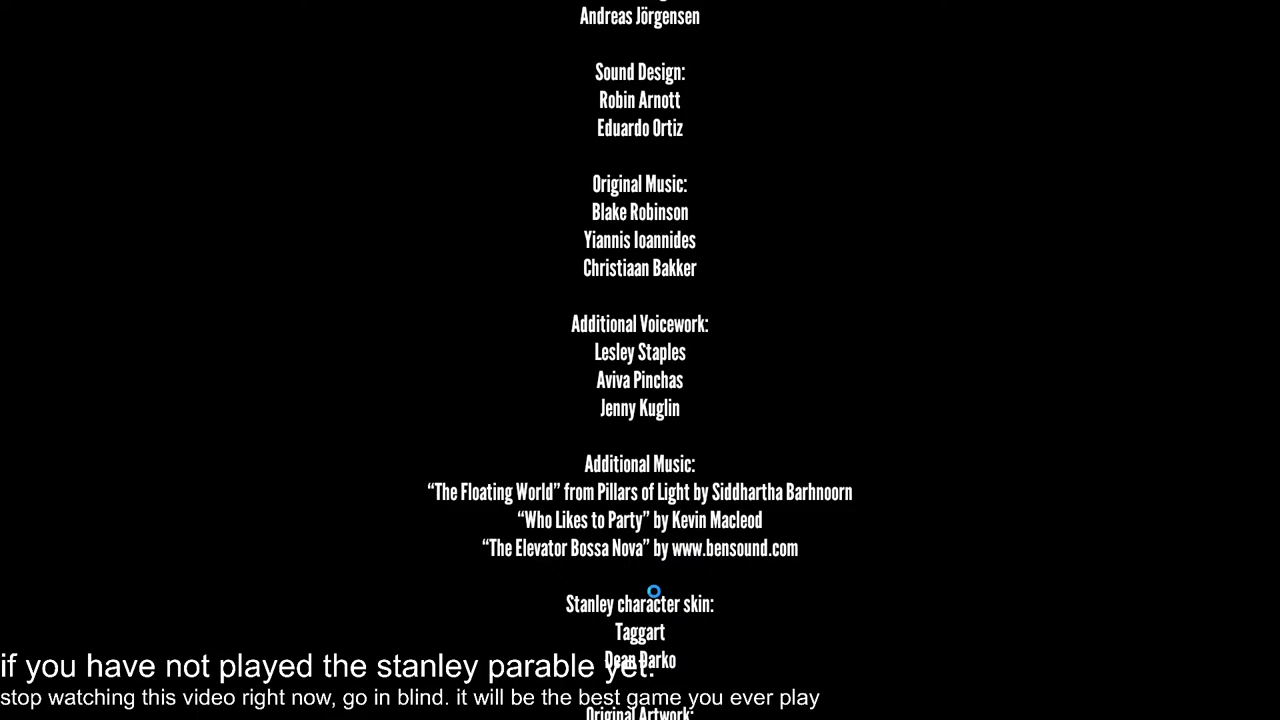 Andreas Jörgensen
Sound Design:
Robin Arnott
Eduardo Ortiz
Original Music:
Blake Robinson
Yiannis Ioannides
Christiaan Bakker
Additional Voicework:
Lesley Staples
Aviva Pinchas
Jenny Kuglin
Additional Music:
“The Floating World” from Pillars of Light by Siddhartha Barhnoorn
“Who Likes to Party” by Kevin Macleod
“The Elevator Bossa Nova” by www.bensound.com
Stanley character skin:
Taggart
Dean Darko
if you have not played the stanley parable yet.
stop watching this video right now, go in blind. it will be the best game you ever play
Original Artwork: